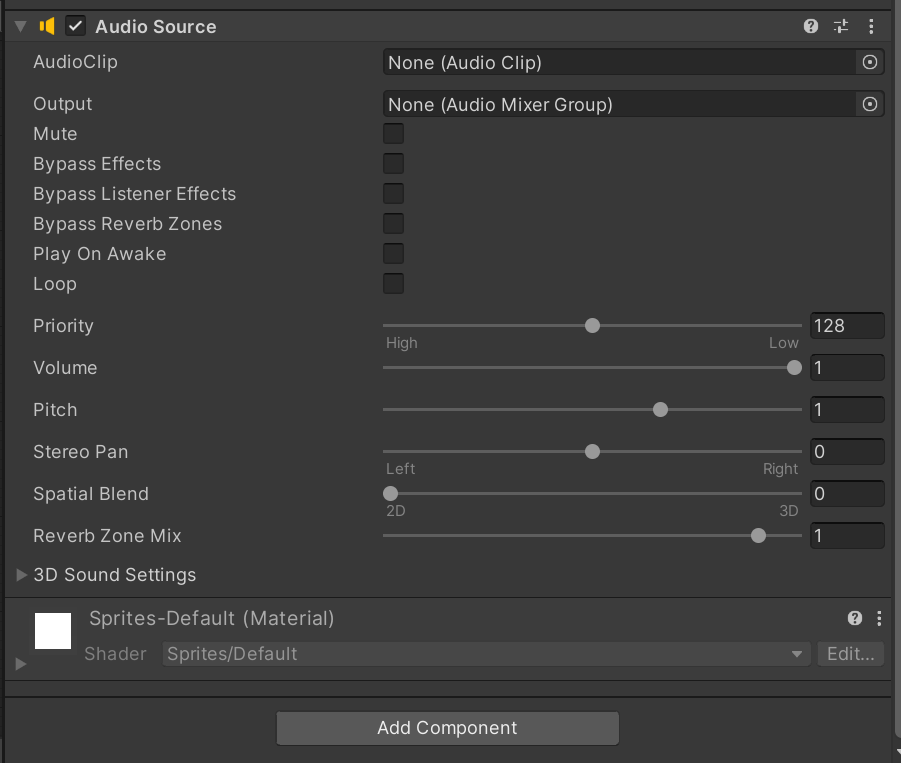 Audio Source
AudioClip None (Audio Clip)
Output None (Audio Mixer Group)
Mute
Bypass Effects
Bypass Listener Effects
Bypass Reverb Zones
Play On Awake
Loop
Priority 128
High Low
Volume 1
Pitch 1
Stereo Pan 0
Left Right
Spatial Blend 0
2D 3D
Reverb Zone Mix 1
3D Sound Settings
Sprites-Default (Material)
Shader Sprites/Default Edit...
Add Component